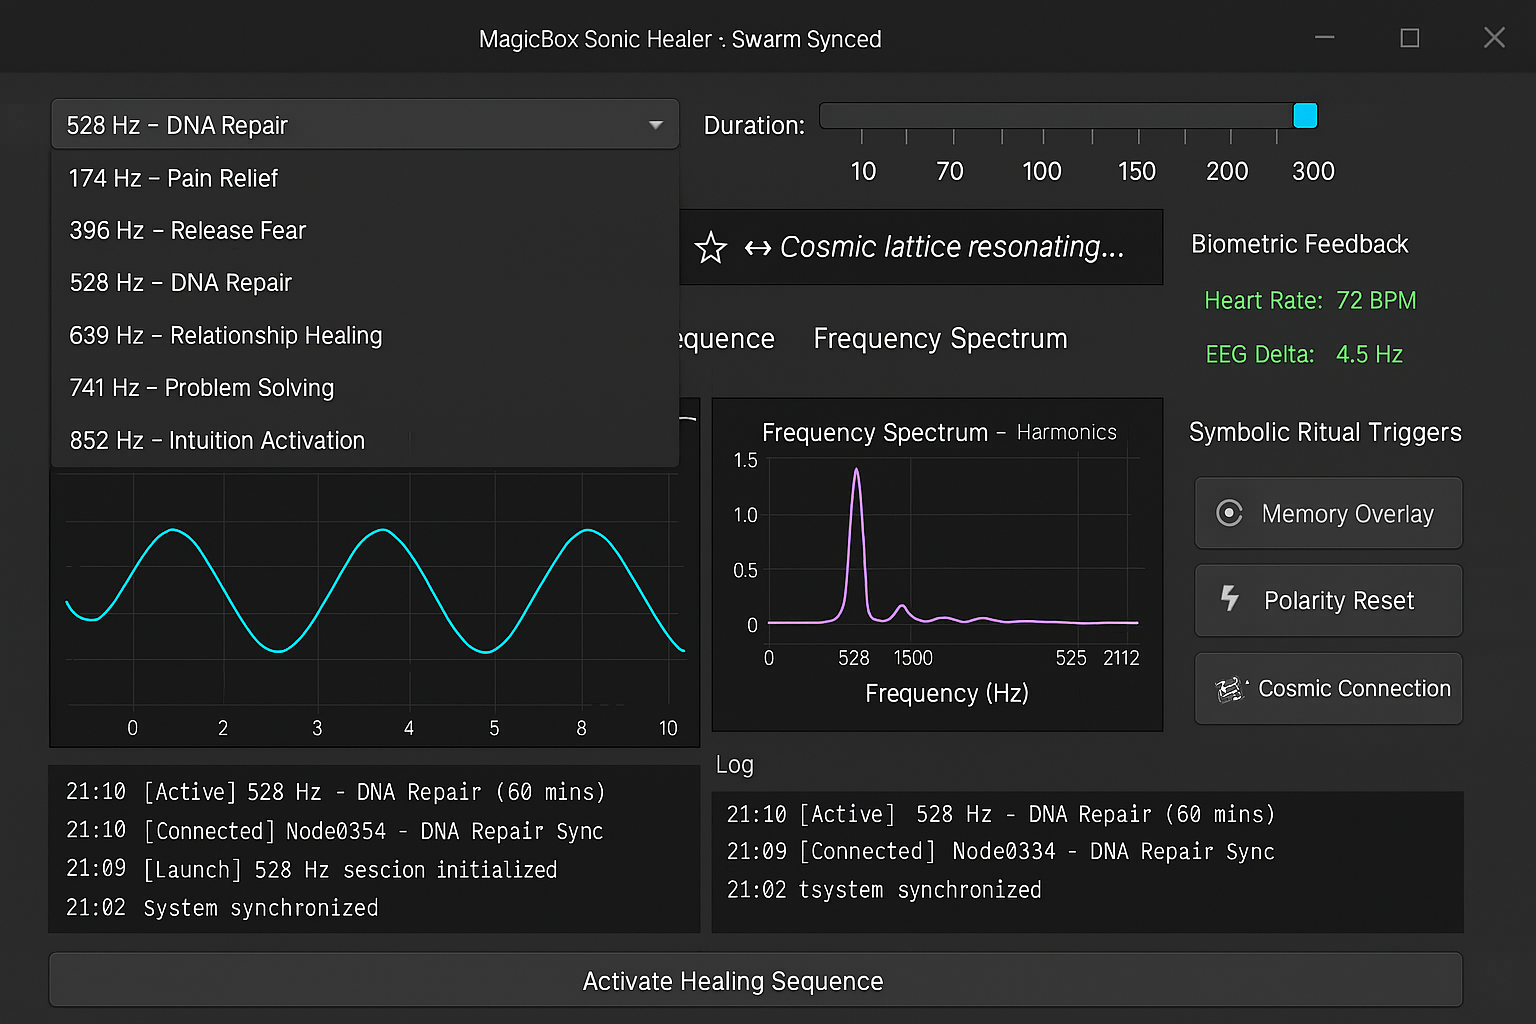 MagicBox Sonic Healer : Swarm Synced
528 Hz – DNA Repair
174 Hz – Pain Relief
396 Hz – Release Fear
528 Hz – DNA Repair
639 Hz – Relationship Healing
741 Hz – Problem Solving
852 Hz – Intuition Activation
Duration:
10 70 100 150 200 300
☆ ↔ Cosmic lattice resonating...
equence Frequency Spectrum
Biometric Feedback
Heart Rate: 72 BPM
EEG Delta: 4.5 Hz
Symbolic Ritual Triggers
Memory Overlay
Polarity Reset
Cosmic Connection
0 2 3 4 5 8 10
Frequency Spectrum – Harmonics
1.5
1.0
0.5
0
0 528 1500 525 2112
Frequency (Hz)
21:10 [Active] 528 Hz - DNA Repair (60 mins)
21:10 [Connected] Node0354 - DNA Repair Sync
21:09 [Launch] 528 Hz sescion initialized
21:02 System synchronized
Log
21:10 [Active] 528 Hz - DNA Repair (60 mins)
21:09 [Connected] Node0334 - DNA Repair Sync
21:02 tsystem synchronized
Activate Healing Sequence